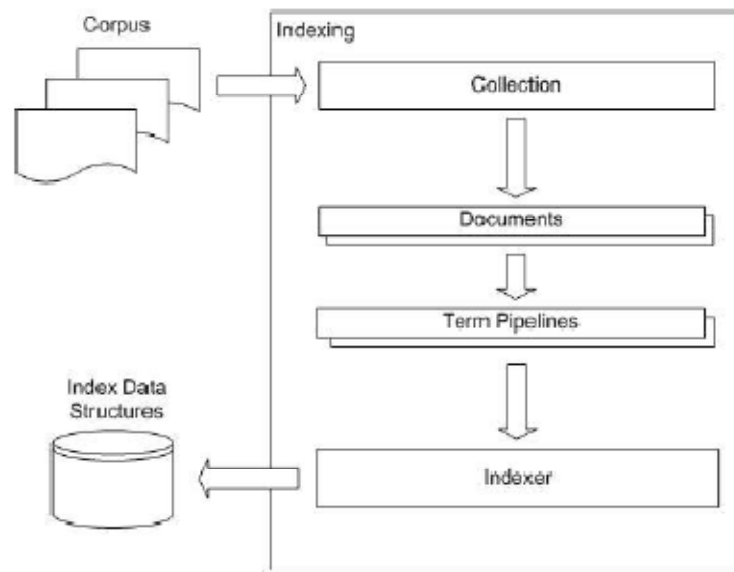 Corpus
Indexing
Collection
Documents
Term Pipelines
Index Data
Structures
Indexer